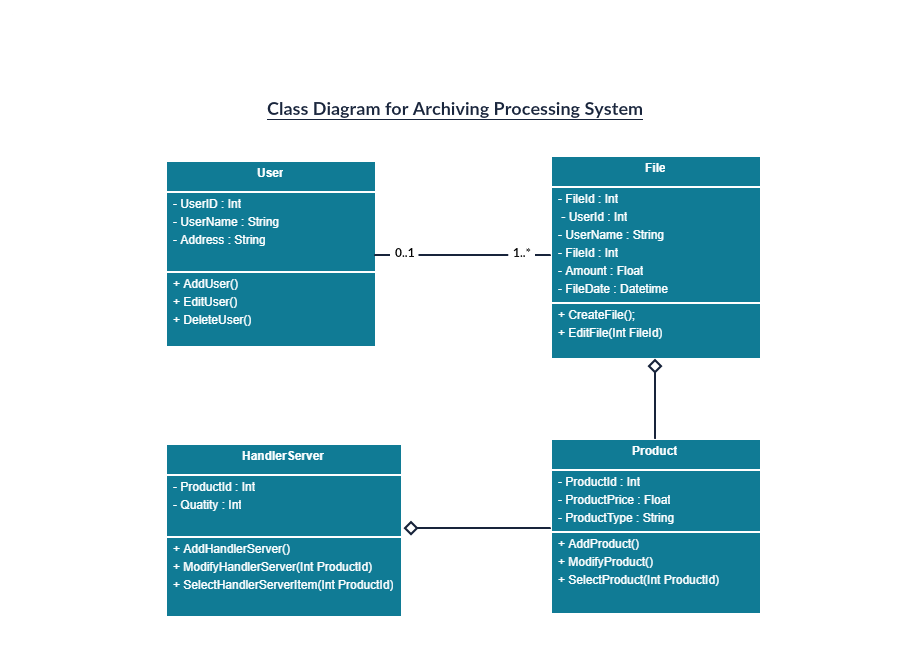 Class Diagram for Archiving Processing System
User
- UserID : Int
- UserName : String
- Address : String
+ AddUser()
+ EditUser()
+ DeleteUser()
0..1
1..*
File
- FileId : Int
- UserId : Int
- UserName : String
- FileId : Int
- Amount : Float
- FileDate : Datetime
+ CreateFile();
+ EditFile(Int FileId)
HandlerServer
- ProductId : Int
- Quatity : Int
+ AddHandlerServer()
+ ModifyHandlerServer(Int ProductId)
+ SelectHandlerServerItem(Int ProductId)
Product
- ProductId : Int
- ProductPrice : Float
- ProductType : String
+ AddProduct()
+ ModifyProduct()
+ SelectProduct(Int ProductId)